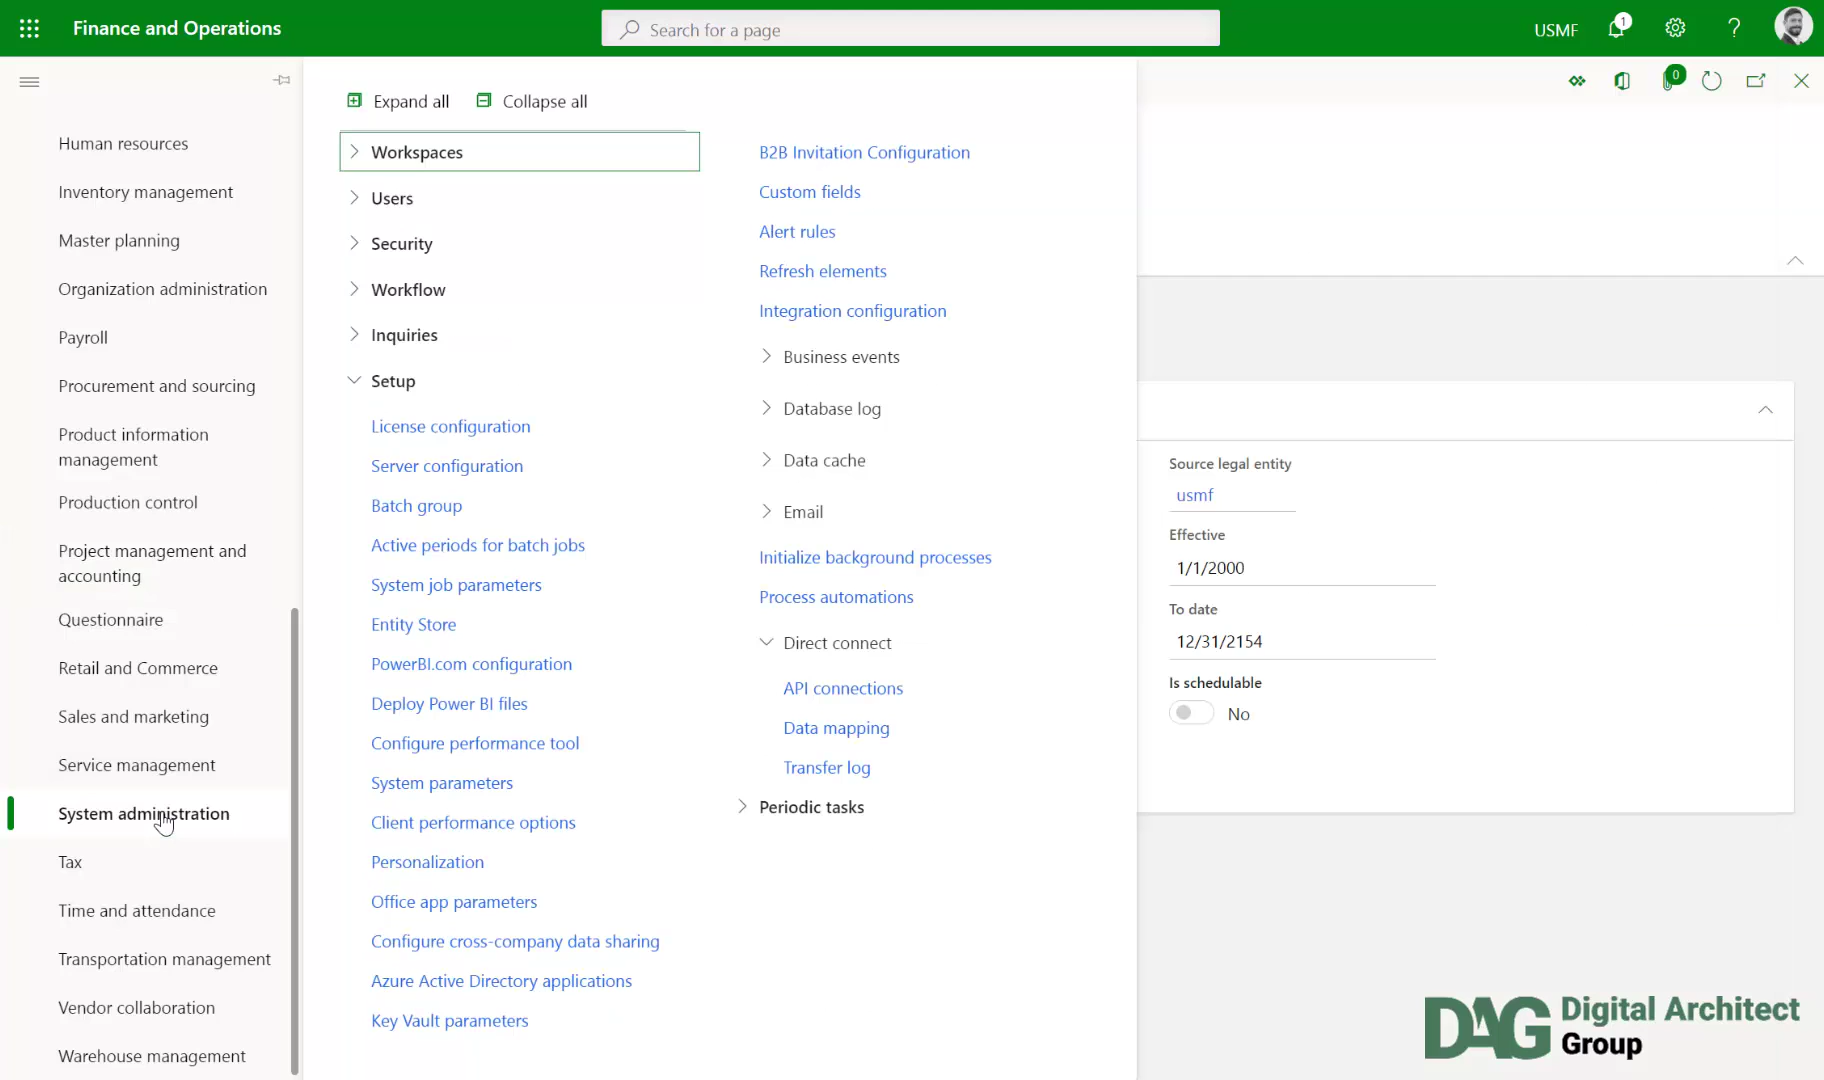 Finance and Operations
Search for a page
USMF
1
?
0
Human resources
Inventory management
Master planning
Organization administration
Payroll
Procurement and sourcing
Product information
management
Production control
Project management and
accounting
Questionnaire
Retail and Commerce
Sales and marketing
Service management
System administration
Tax
Time and attendance
Transportation management
Vendor collaboration
Warehouse management
Expand all
Collapse all
Workspaces
Users
Security
Workflow
Inquiries
Setup
License configuration
Server configuration
Batch group
Active periods for batch jobs
System job parameters
Entity Store
PowerBI.com configuration
Deploy Power BI files
Configure performance tool
System parameters
Client performance options
Personalization
Office app parameters
Configure cross-company data sharing
Azure Active Directory applications
Key Vault parameters
B2B Invitation Configuration
Custom fields
Alert rules
Refresh elements
Integration configuration
Business events
Database log
Data cache
Email
Initialize background processes
Process automations
Direct connect
API connections
Data mapping
Transfer log
Periodic tasks
Source legal entity
usmf
Effective
1/1/2000
To date
12/31/2154
Is schedulable
No
DAG
Digital Architect
Group